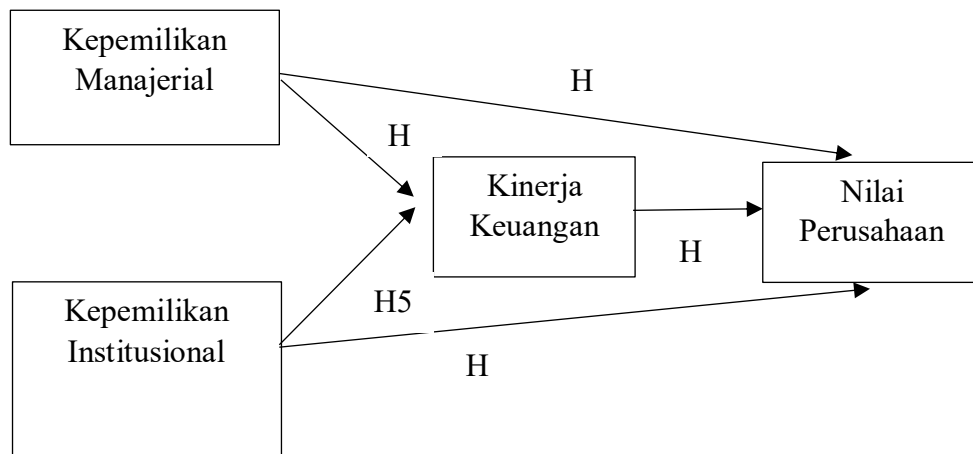 Kepemilikan
Manajerial
H
H
Kinerja
Keuangan
Nilai
Perusahaan
H
Kepemilikan
Institusional
H5
H